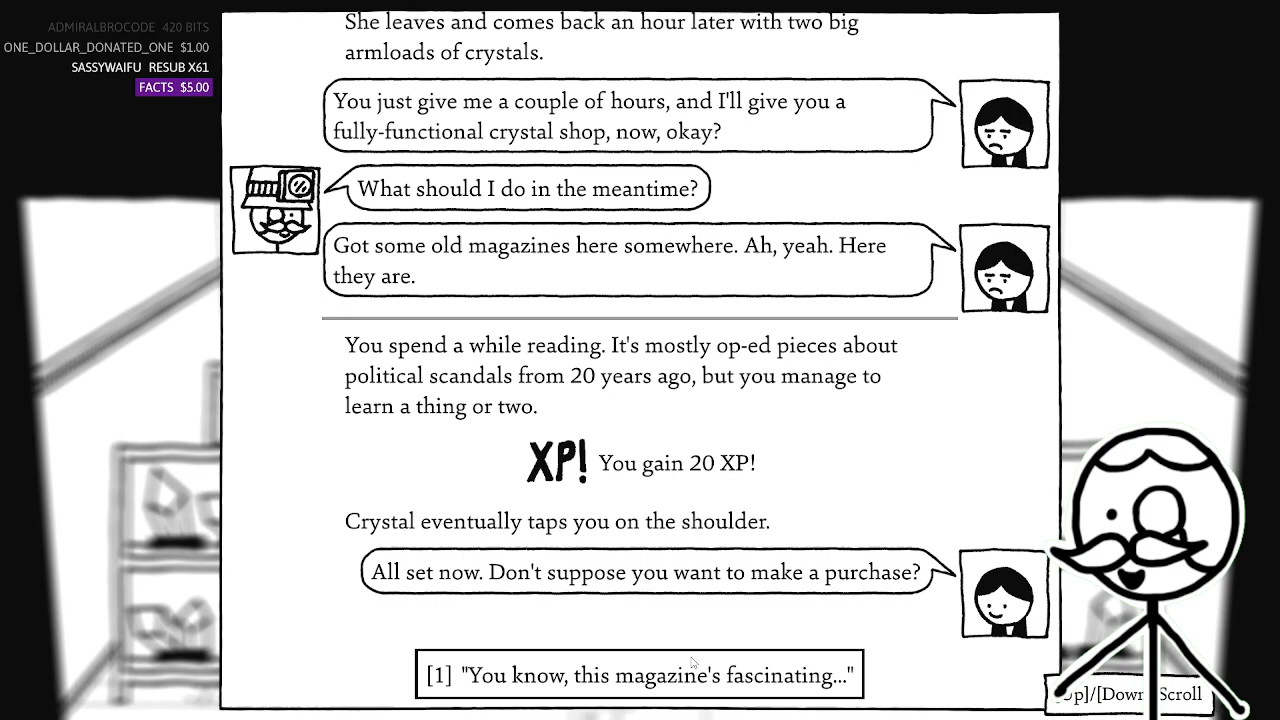 ADMIRALBROCODE 420 BITS
ONE_DOLLAR_DONATED_ONE $1.00
SASSYWAIFU RESUB X61
FACTS $5.00
She leaves and comes back an hour later with two big
armloads of crystals.
You just give me a couple of hours, and I'll give you a
fully-functional crystal shop, now, okay?
What should I do in the meantime?
Got some old magazines here somewhere. Ah, yeah. Here
they are.
You spend a while reading. It's mostly op-ed pieces about
political scandals from 20 years ago, but you manage to
learn a thing or two.
XP! You gain 20 XP!
Crystal eventually taps you on the shoulder.
All set now. Don't suppose you want to make a purchase?
[1] "You know, this magazine's fascinating..."
[Up]/[Down] Scroll